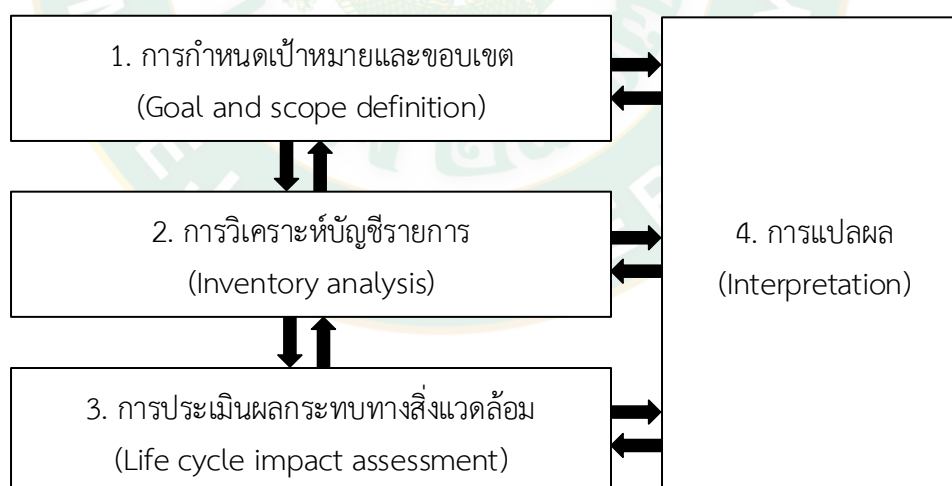 1. การกำหนดเป้าหมายและขอบเขต
(Goal and scope definition)
2. การวิเคราะห์บัญชีรายการ
(Inventory analysis)
3. การประเมินผลกระทบทางสิ่งแวดล้อม
(Life cycle impact assessment)
4. การแปลผล
(Interpretation)